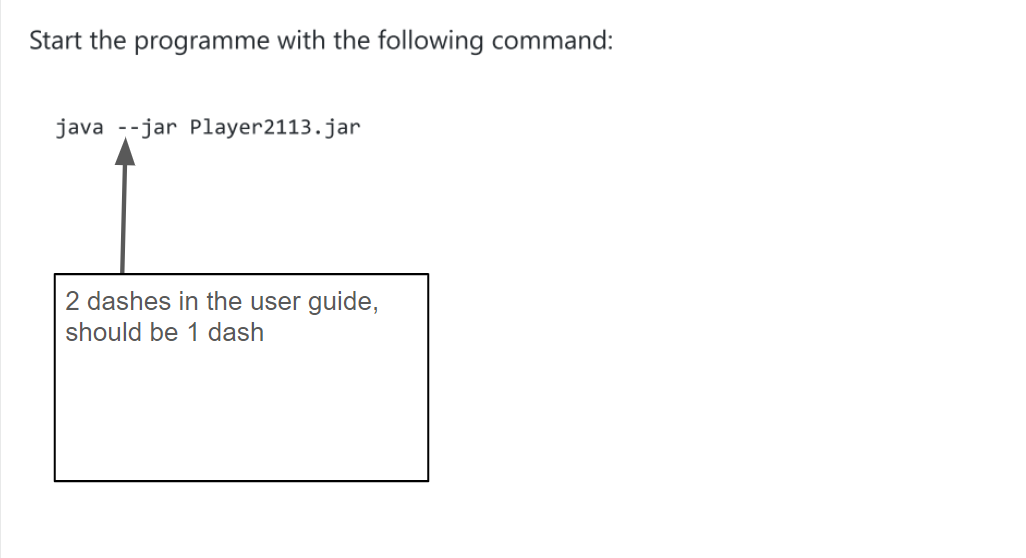 Start the programme with the following command:
java --jar Player2113.jar
2 dashes in the user guide,
should be 1 dash